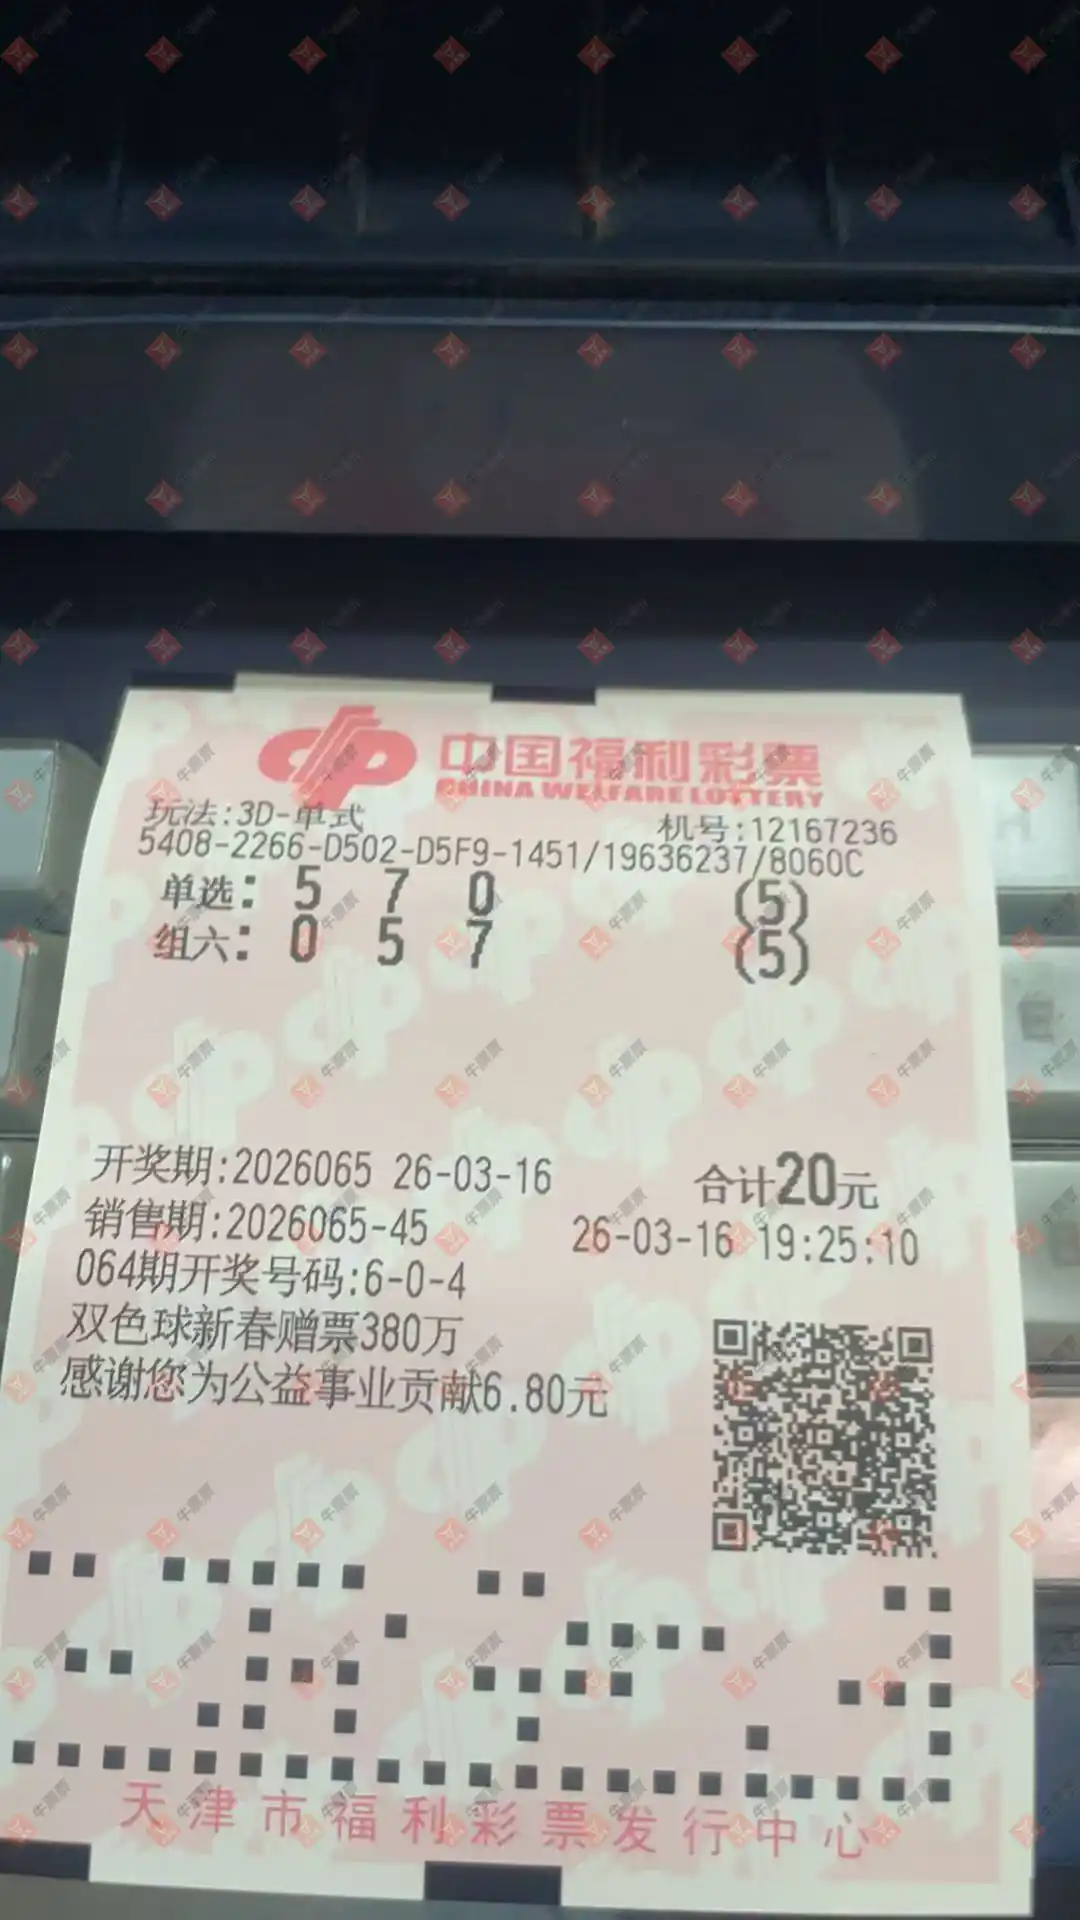 中国福利彩票
CHINA WELFARE LOTTERY
玩法:3D-单式
机号:12167236
5408-2266-D502-D5F9-1451/19636237/8060C
单选: 5 7 0 (5)
组六: 0 5 7 (5)
开奖期:2026065 26-03-16 合计20元
销售期:2026065-45 26-03-16 19:25:10
064期开奖号码:6-0-4
双色球新春赠票380万
感谢您为公益事业贡献6.80元
天津市福利彩票发行中心